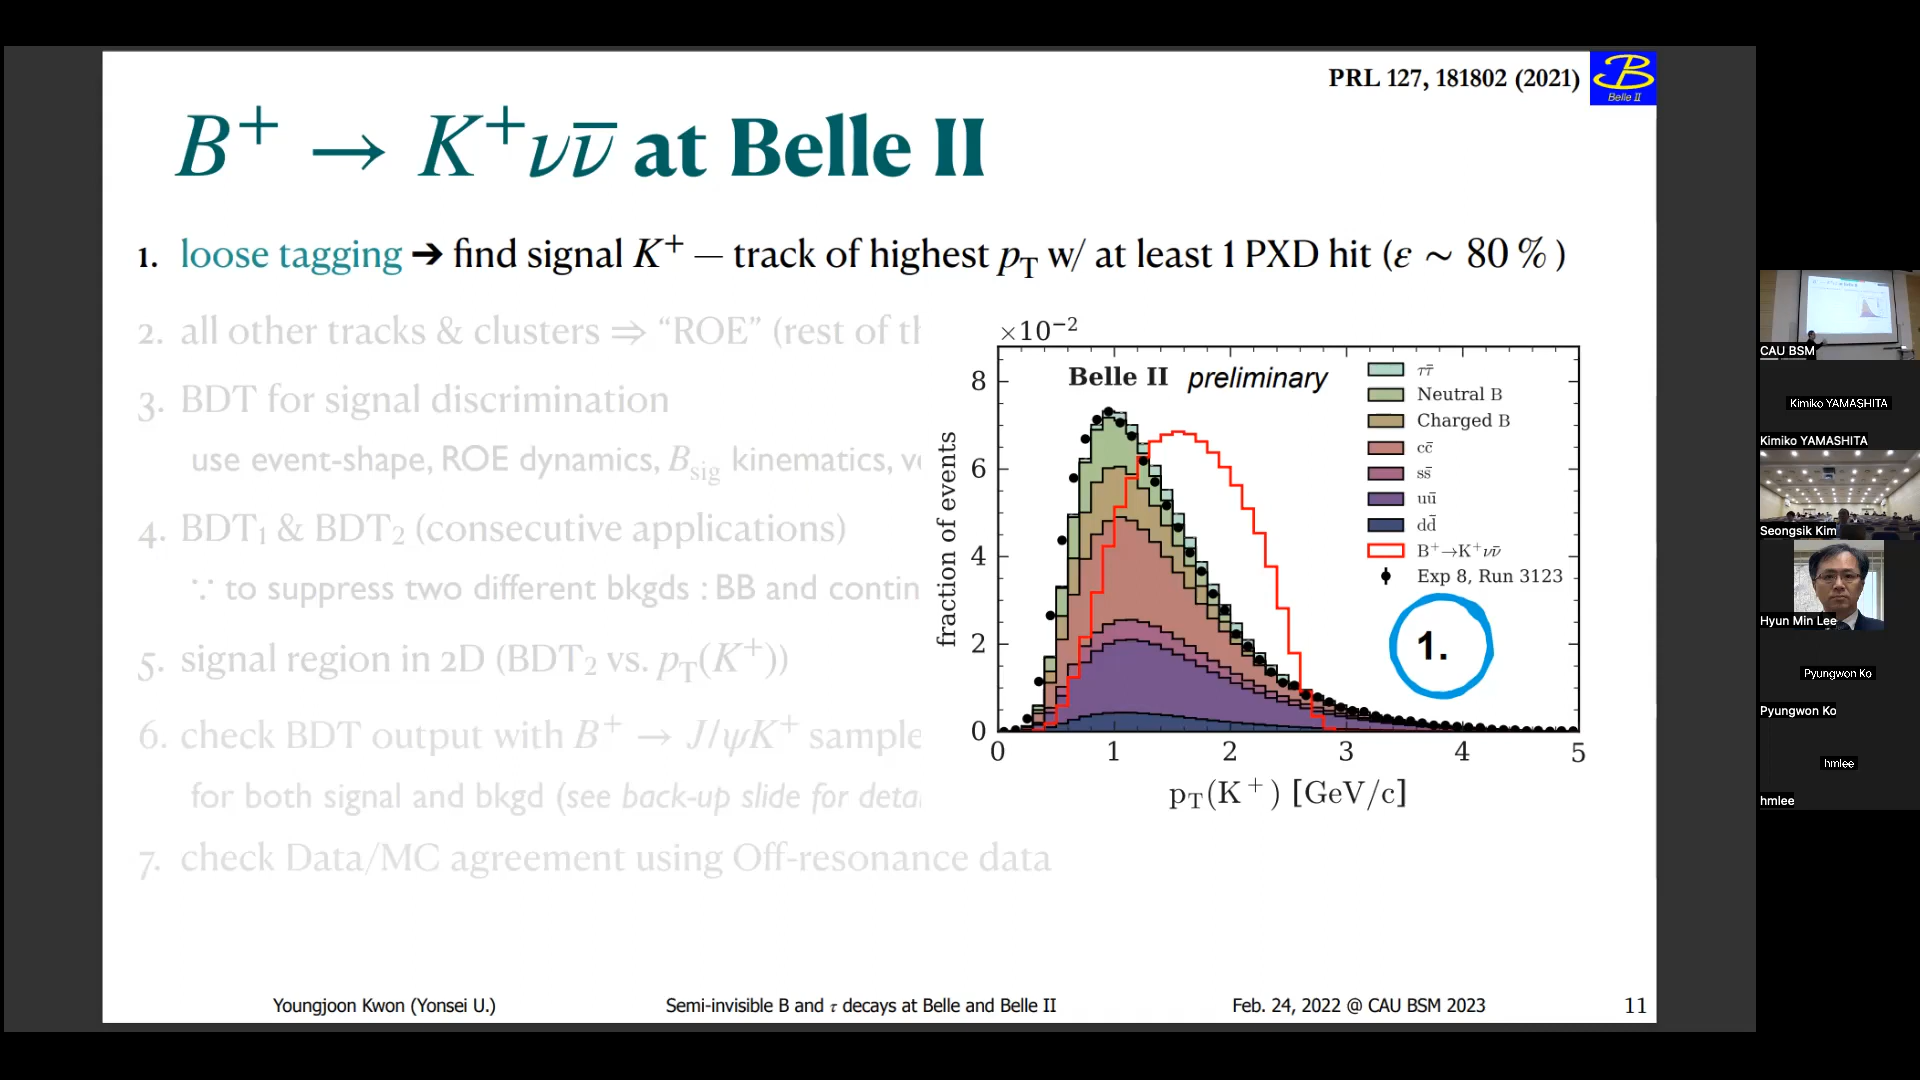 PRL 127, 181802 (2021)
Belle II
B⁺ → K⁺νν̄ at Belle II
1. loose tagging ➔ find signal K⁺ — track of highest p_T w/ at least 1 PXD hit (ε ~ 80 %)
2. all other tracks & clusters ⇒ “ROE” (rest of th
3. BDT for signal discrimination
use event-shape, ROE dynamics, B_sig kinematics, ve
4. BDT₁ & BDT₂ (consecutive applications)
∵ to suppress two different bkgds : BB and contin
5. signal region in 2D (BDT₂ vs. p_T(K⁺))
6. check BDT output with B⁺ → J/ψK⁺ sample
for both signal and bkgd (see back-up slide for detai
7. check Data/MC agreement using Off-resonance data
×10⁻²
Belle II preliminary
ττ̄
Neutral B
Charged B
cc̄
ss̄
uū
dd̄
B⁺→K⁺νν̄
Exp 8, Run 3123
1.
fraction of events
8
6
4
2
0
0 1 2 3 4 5
p_T(K⁺) [GeV/c]
Youngjoon Kwon (Yonsei U.)
Semi-invisible B and τ decays at Belle and Belle II
Feb. 24, 2022 @ CAU BSM 2023
11
CAU BSM
Kimiko YAMASHITA
Kimiko YAMASHITA
Seongsik Kim
Hyun Min Lee
Pyungwon Ko
Pyungwon Ko
hmlee
hmlee